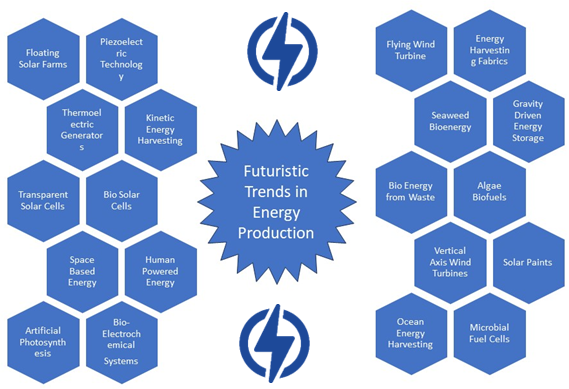 Floating
Solar Farms
Piezoelect
ric
Technolog
y
Thermoel
ectric
Generator
s
Kinetic
Energy
Harvesting
Transparent
Solar Cells
Bio Solar
Cells
Space
Based
Energy
Human
Powered
Energy
Artificial
Photosynth
esis
Bio-
Electroch
emical
Systems
Futuristic
Trends in
Energy
Production
Flying Wind
Turbine
Energy
Harvestin
g Fabrics
Seaweed
Bioenergy
Gravity
Driven
Energy
Storage
Bio Energy
from Waste
Algae
Biofuels
Vertical
Axis Wind
Turbines
Solar Paints
Ocean
Energy
Harvesting
Microbial
Fuel Cells